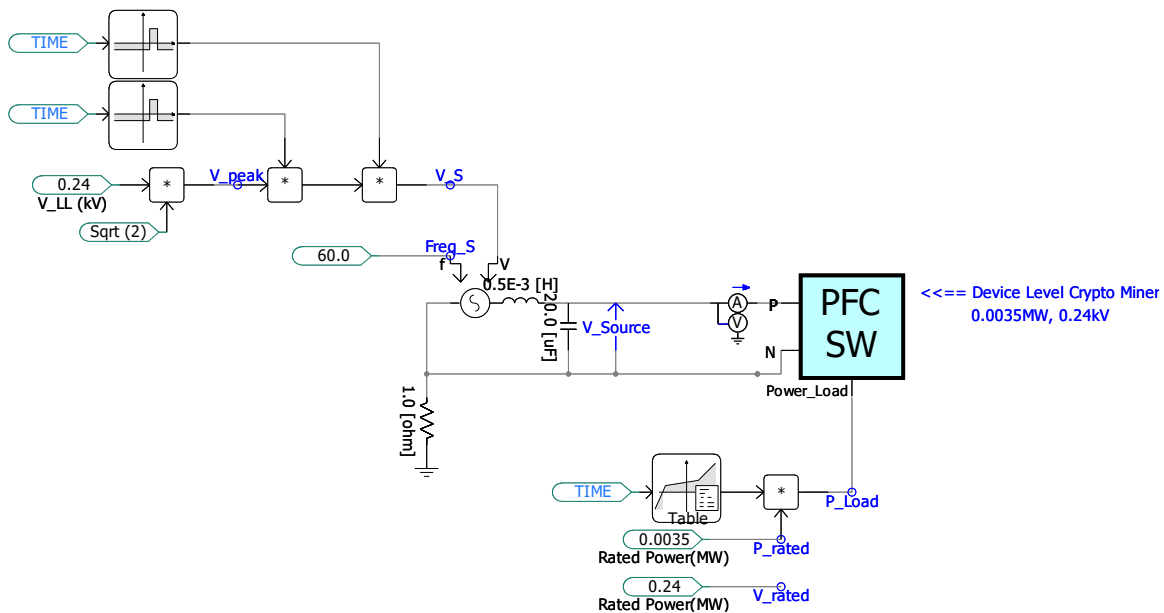 TIME
TIME
V_peak
V_S
0.24
*
*
*
V_LL (kV)
Sqrt (2)
60.0
Freq_S
f
V
0.5E-3 [H]
20.0 [uF]
V_Source
A
V
P
N
PFC
SW
<<== Device Level Crypto Miner
0.0035MW, 0.24kV
Power_Load
1.0 [ohm]
TIME
Table
*
P_Load
0.0035
Rated Power(MW)
P_rated
0.24
Rated Power(MW)
V_rated